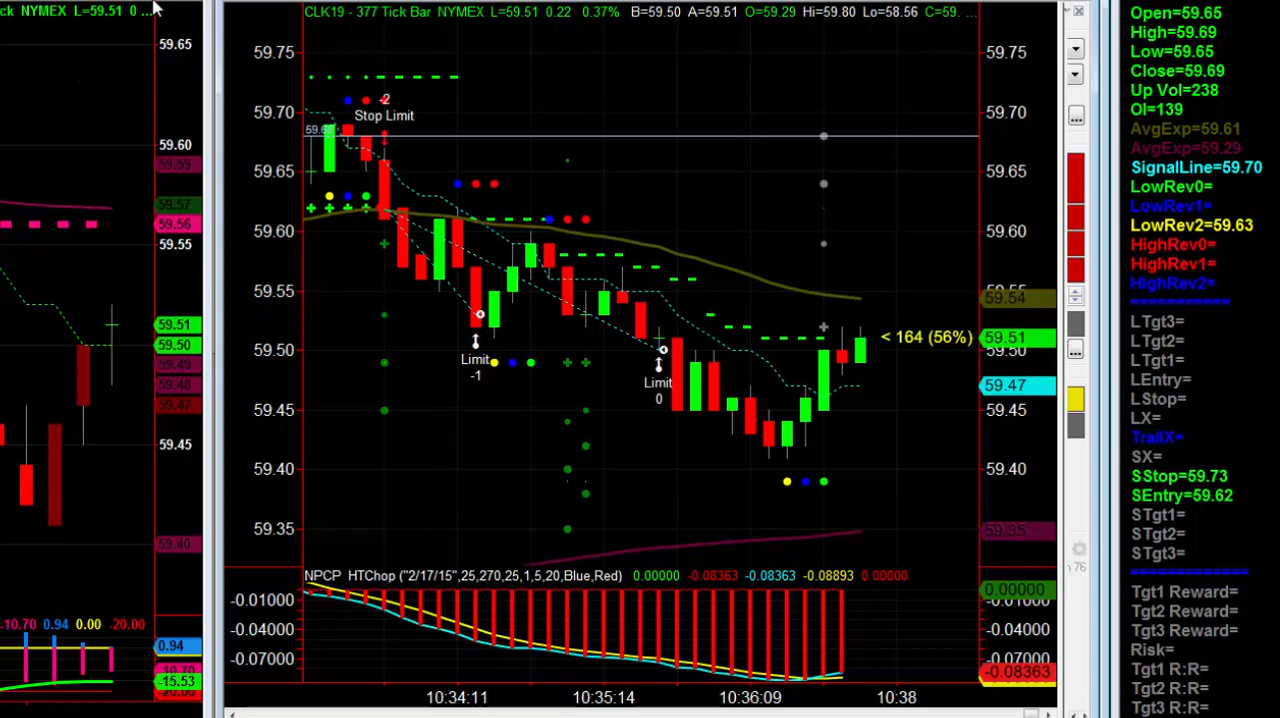 ck NYMEX L=59.51 0 ...
59.65
59.60
59.59
59.57
59.56
59.55
59.51
59.50
59.49
59.48
59.47
59.45
59.40
-10.70 0.94 0.00 -20.00
0.94
-10.70
-15.53
-20.00
CLK19 - 377 Tick Bar NYMEX L=59.51 0.22 0.37% B=59.50 A=59.51 O=59.29 Hi=59.80 Lo=58.56 C=59. ...
59.75 59.75
59.70 59.70
59.65 59.65
59.60 59.60
59.55 59.55
59.50 59.50
59.45 59.45
59.40 59.40
59.35
-2
Stop Limit
Limit
-1
Limit
0
< 164 (56%)
59.54
59.51
59.47
59.35
NPCP HTChop ("2/17/15",25,270,25,1,5,20,Blue,Red) 0.00000 -0.08363 -0.08363 -0.08893 0.00000
0.00000
-0.01000 -0.01000
-0.04000 -0.04000
-0.07000 -0.07000
-0.08363
10:34:11 10:35:14 10:36:09 10:38
Open=59.65
High=59.69
Low=59.65
Close=59.69
Up Vol=238
OI=139
AvgExp=59.61
AvgExp=59.29
SignalLine=59.70
LowRev0=
LowRev1=
LowRev2=59.63
HighRev0=
HighRev1=
HighRev2=
===========
LTgt3=
LTgt2=
LTgt1=
LEntry=
LStop=
LX=
TrailX=
SX=
SStop=59.73
SEntry=59.62
STgt1=
STgt2=
STgt3=
=============
Tgt1 Reward=
Tgt2 Reward=
Tgt3 Reward=
Risk=
Tgt1 R:R=
Tgt2 R:R=
Tgt3 R:R=